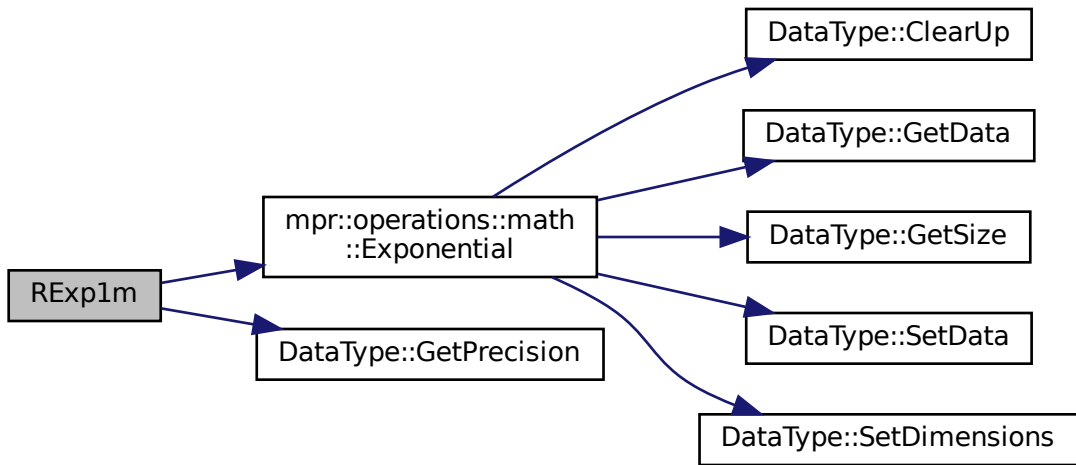 RExp1m
mpr::operations::math
::Exponential
DataType::GetPrecision
DataType::ClearUp
DataType::GetData
DataType::GetSize
DataType::SetData
DataType::SetDimensions